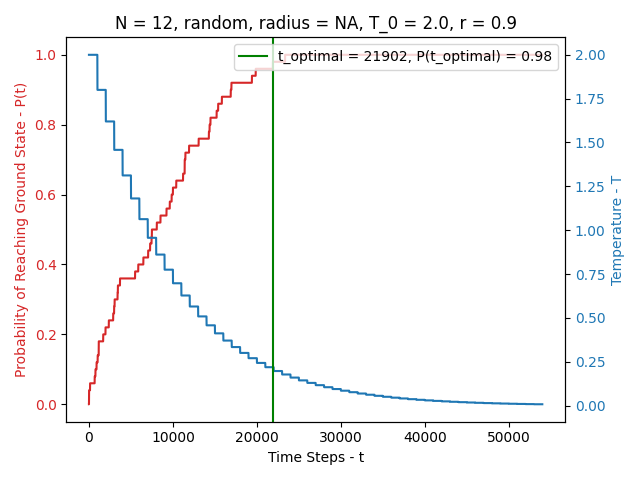 N = 12, random, radius = NA, T_0 = 2.0, r = 0.9
t_optimal = 21902, P(t_optimal) = 0.98
Probability of Reaching Ground State - P(t)
1.0
0.8
0.6
0.4
0.2
0.0
2.00
1.75
1.50
1.25
1.00
0.75
0.50
0.25
0.00
Temperature - T
0 10000 20000 30000 40000 50000
Time Steps - t